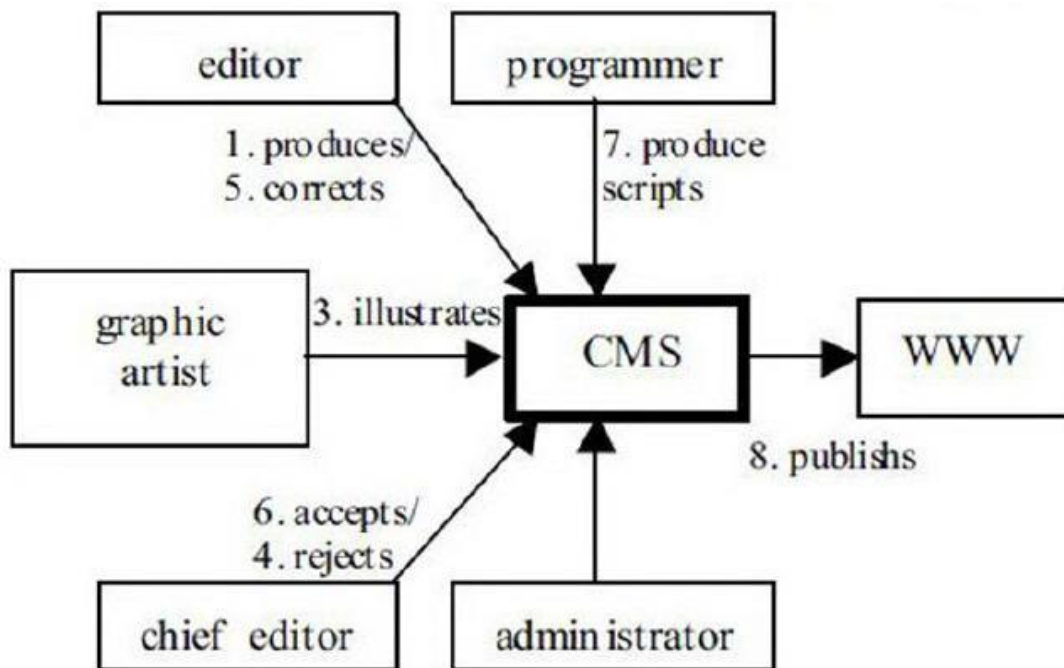 editor
programmer
1. produces/
5. corrects
7. produce
scripts
graphic
artist
3. illustrates
CMS
WWW
8. publishs
6. accepts/
4. rejects
chief editor
administrator